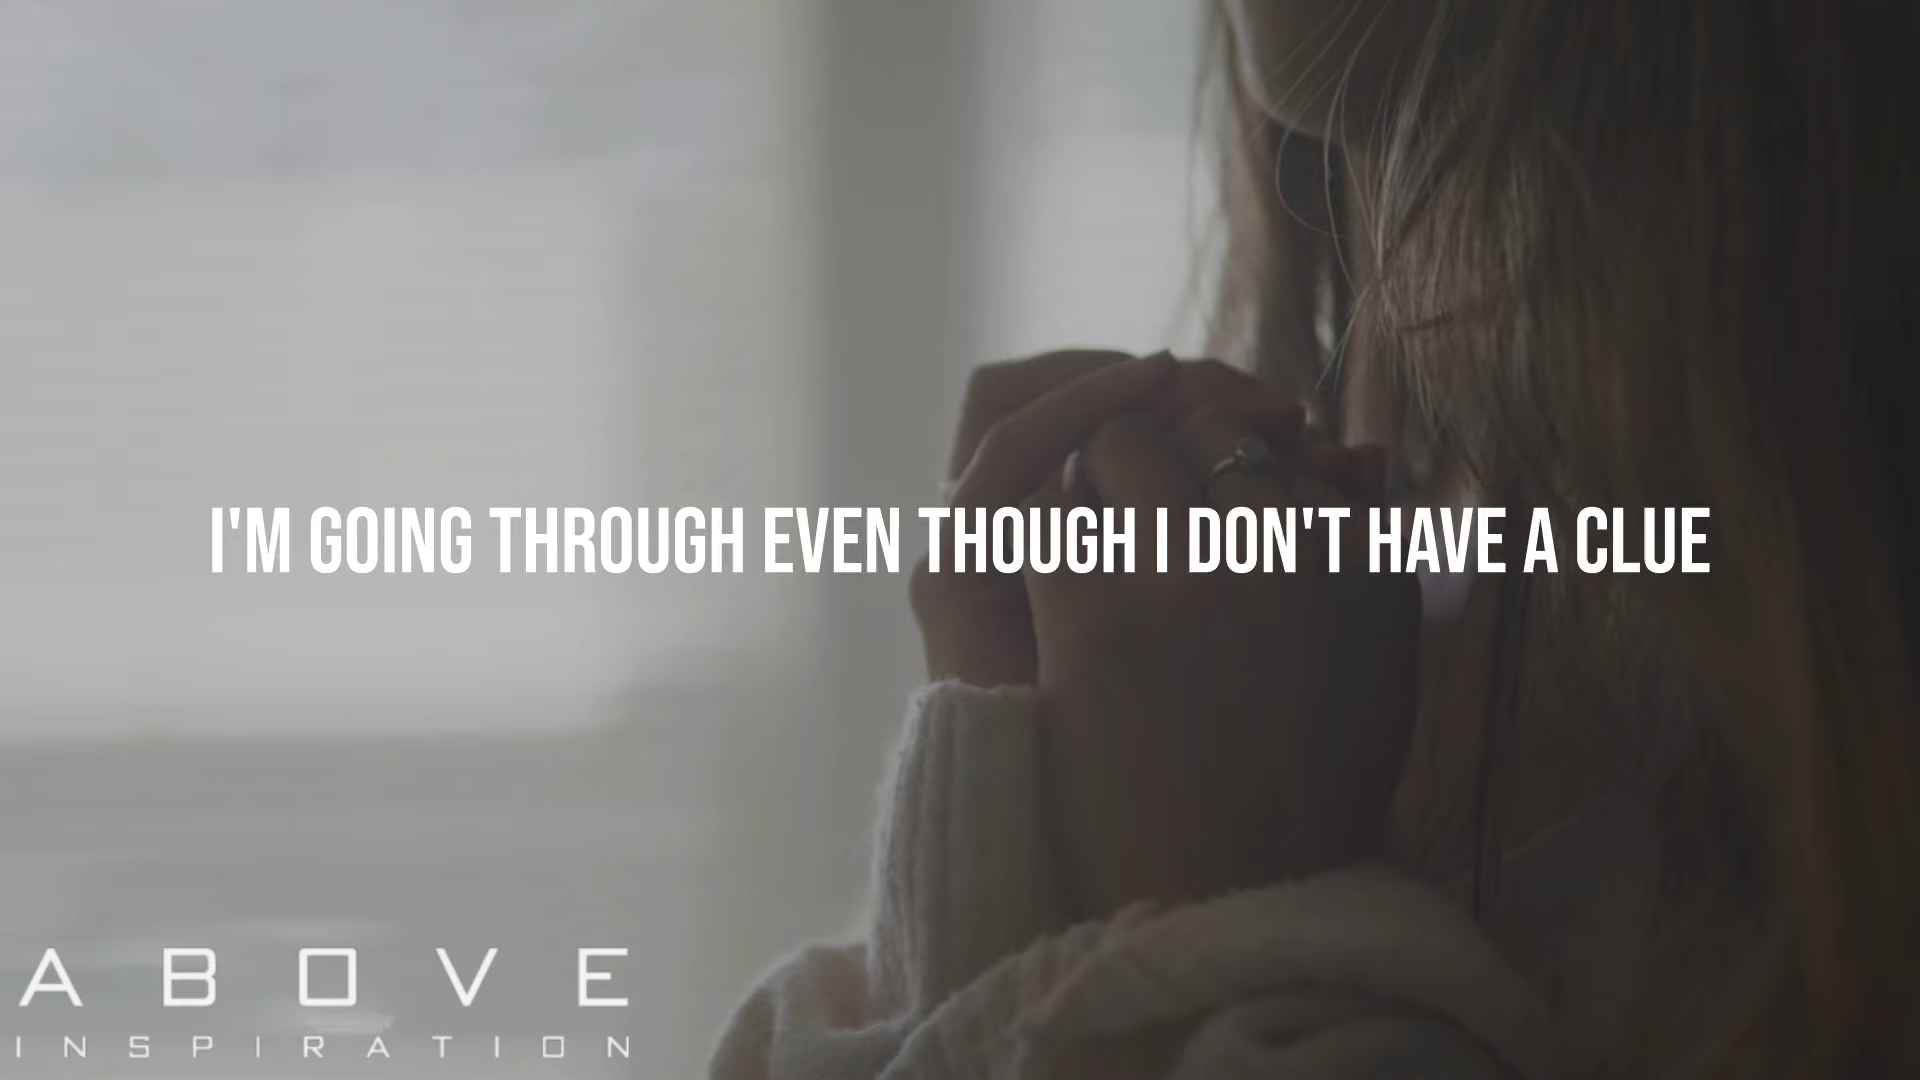 I'M GOING THROUGH EVEN THOUGH I DON'T HAVE A CLUE
ABOVE
INSPIRATION